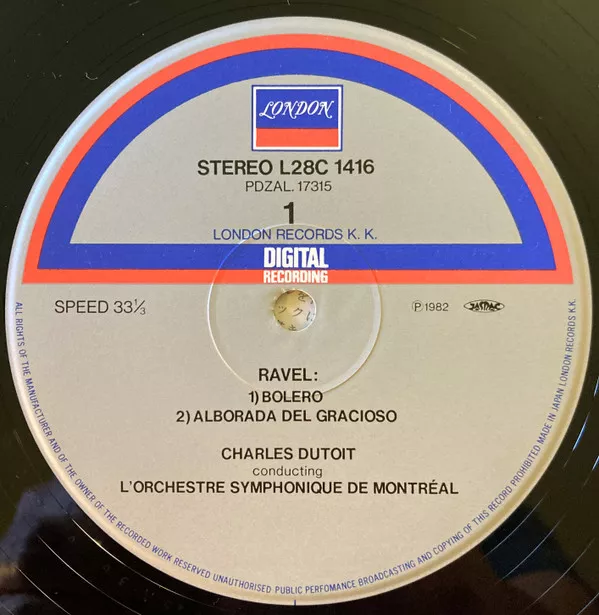 LONDON
STEREO L28C 1416
PDZAL. 17315
1
LONDON RECORDS K. K.
DIGITAL
RECORDING
SPEED 33⅓
Ⓟ 1982
JASRAC
RAVEL:
1) BOLERO
2) ALBORADA DEL GRACIOSO
CHARLES DUTOIT
conducting
L'ORCHESTRE SYMPHONIQUE DE MONTRÉAL
ALL RIGHTS OF THE MANUFACTURER AND OF THE OWNER OF THE RECORDED WORK RESERVED UNAUTHORISED PUBLIC PERFOMANCE BROADCASTING AND COPYING OF THIS RECORD PROHIBITED MADE IN JAPAN LONDON RECORDS K.K.